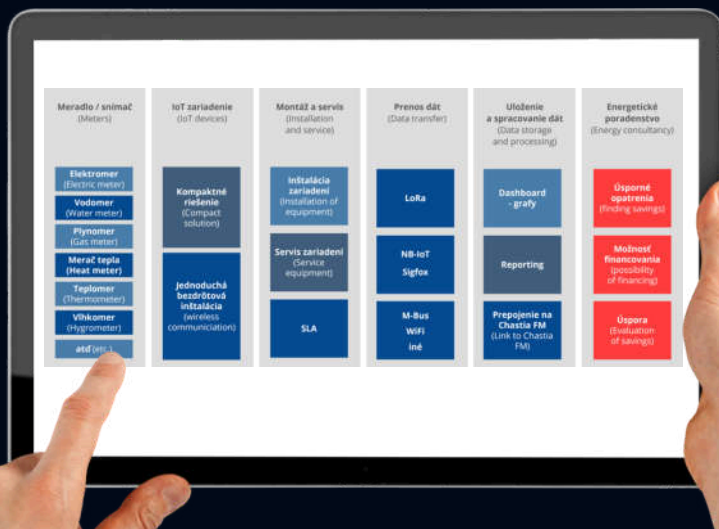 Meradlo / snímač
(Meters)
Elektromer
(Electric meter)
Vodomer
(Water meter)
Plynomer
(Gas meter)
Merač tepla
(Heat meter)
Teplomer
(Thermometer)
Vlhkomer
(Hygrometer)
atď (etc.)
IoT zariadenie
(IoT devices)
Kompaktné
riešenie
(Compact
solution)
Jednoduchá
bezdrôtová
inštalácia
(wireless
communiciation)
Montáž a servis
(Installation
and service)
Inštalácia
zariadení
(Installation of
equipment)
Servis zariadení
(Service
equipment)
SLA
Prenos dát
(Data transfer)
LoRa
NB-IoT
Sigfox
M-Bus
WiFi
iné
Uloženie
a spracovanie dát
(Data storage
and processing)
Dashboard
- grafy
Reporting
Prepojenie na
Chastia FM
(Link to Chastia
FM)
Energetické
poradenstvo
(Energy consultancy)
Úsporné
opatrenia
(finding savings)
Možnosť
financovania
(possibility
of financing)
Úspora
(Evaluation
of savings)